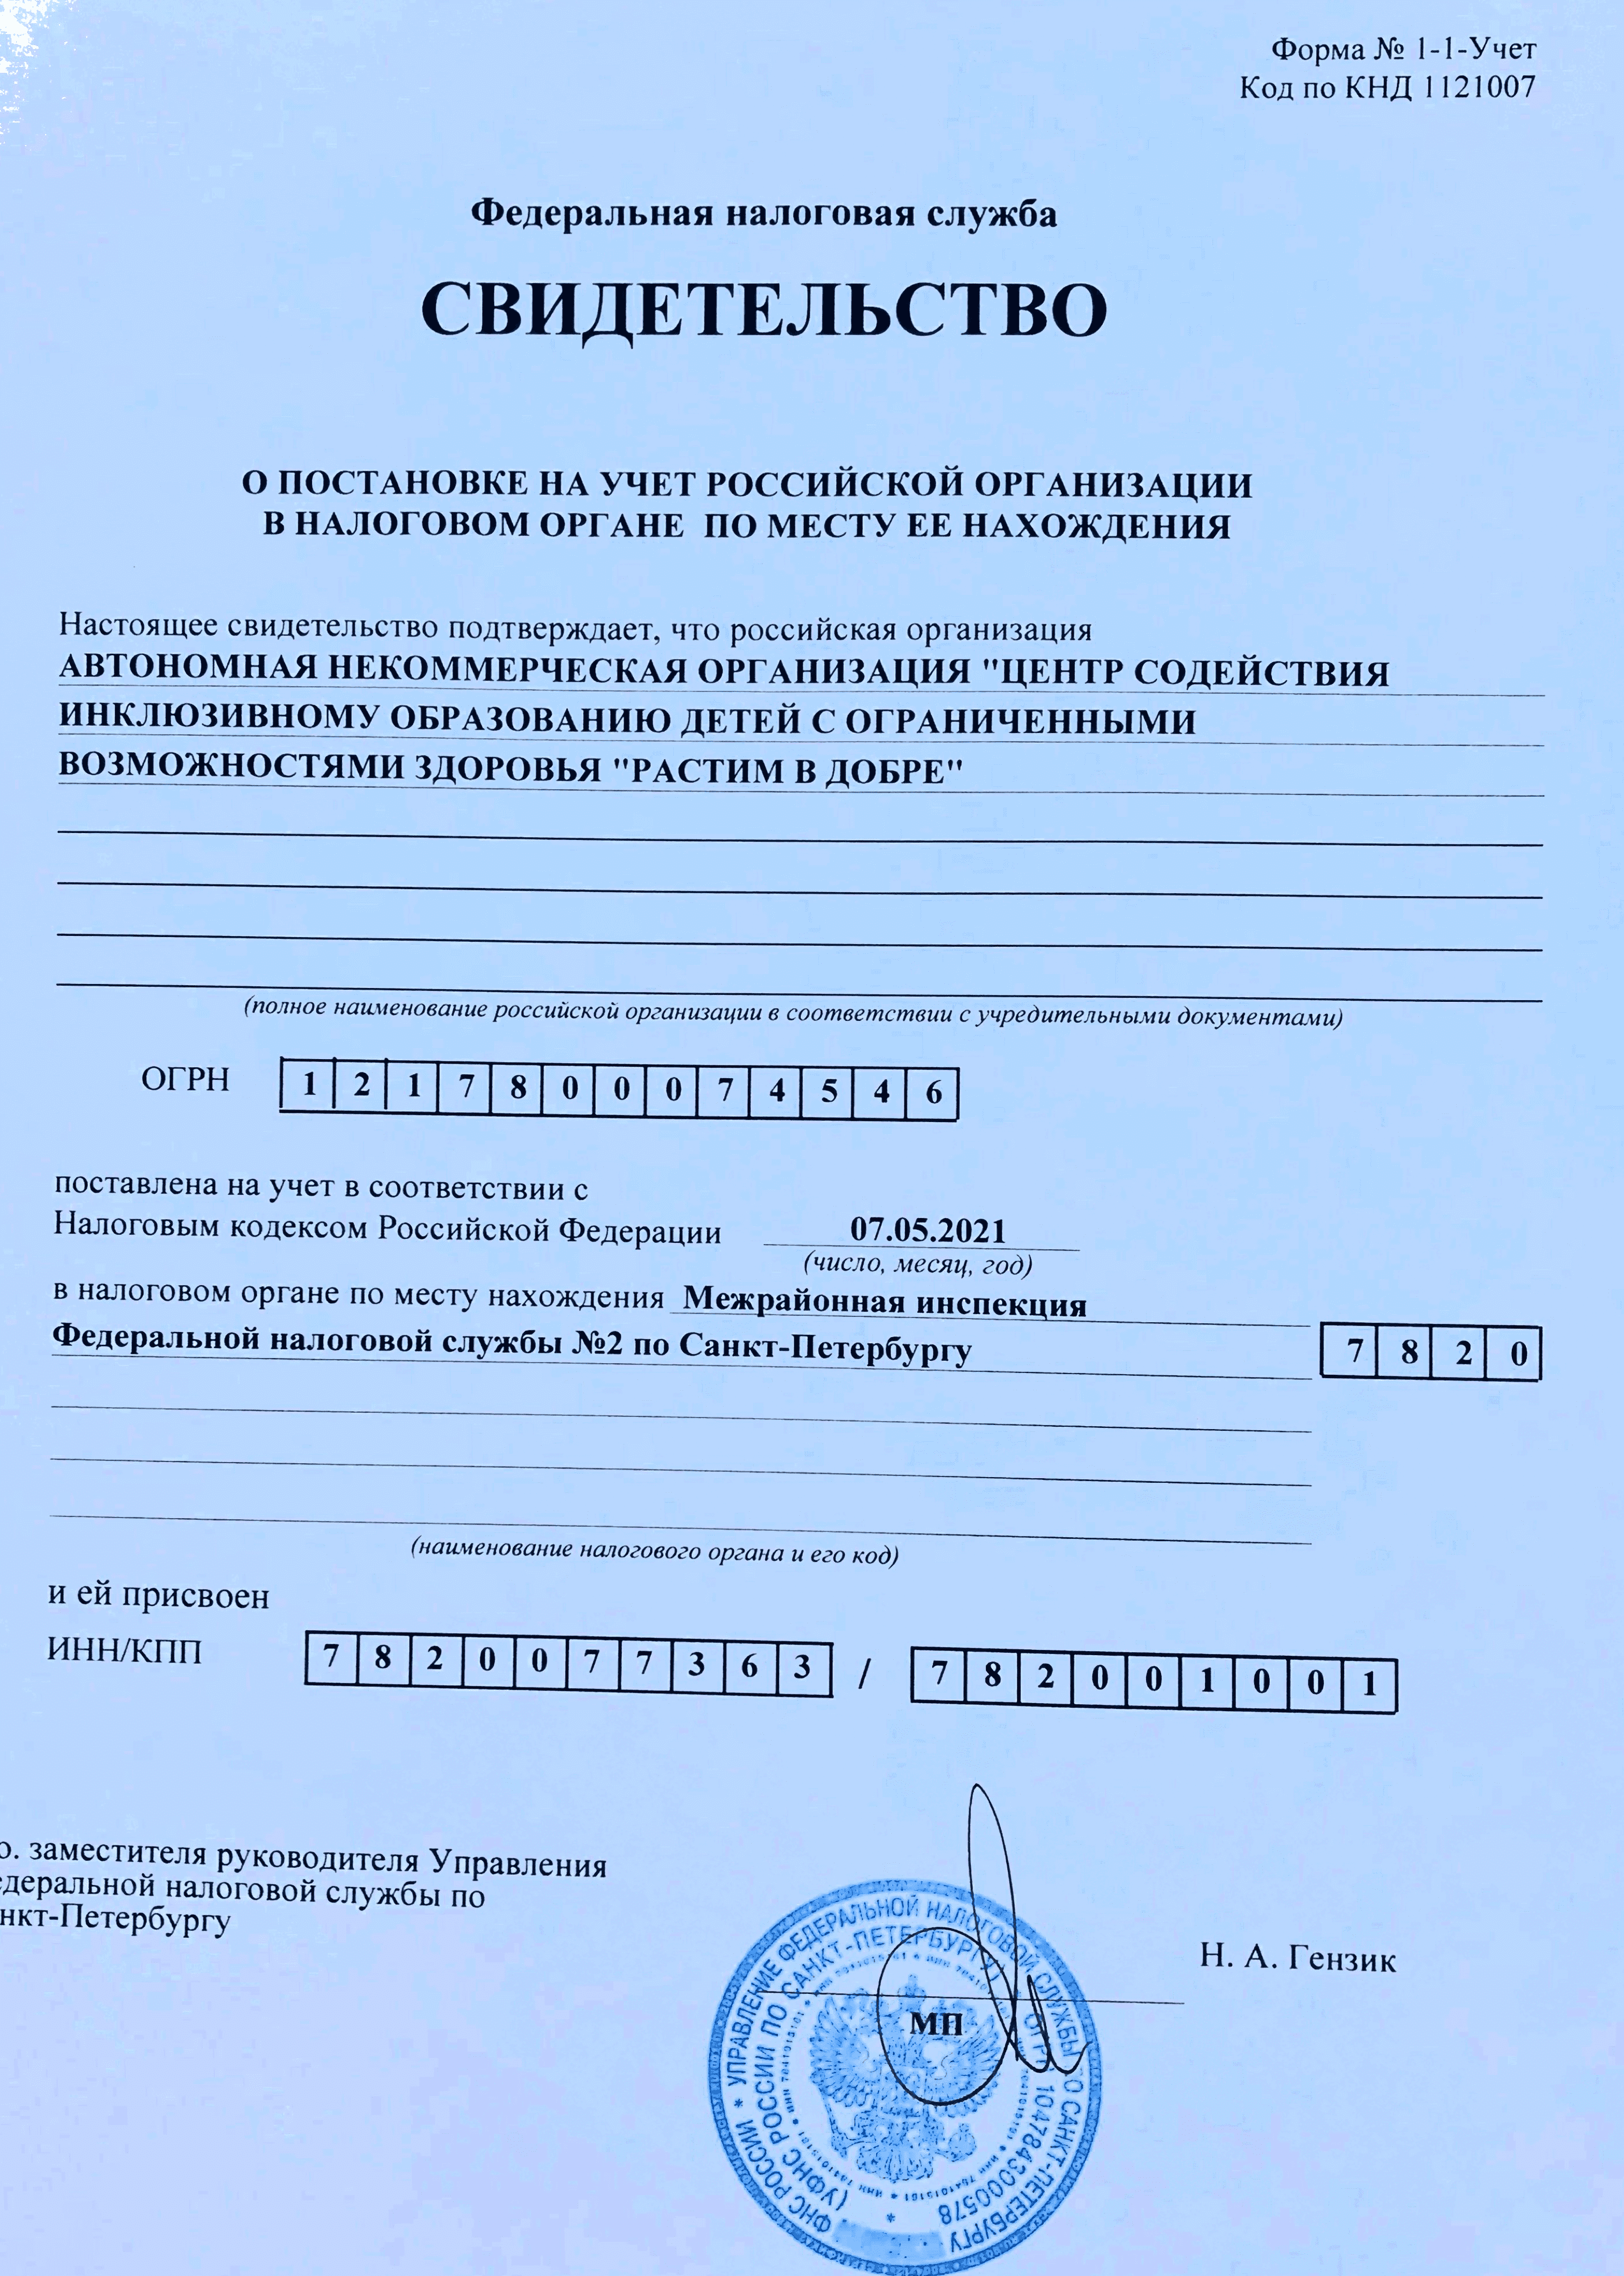 Форма № 1-1-Учет
Код по КНД 1121007
Федеральная налоговая служба
СВИДЕТЕЛЬСТВО
О ПОСТАНОВКЕ НА УЧЕТ РОССИЙСКОЙ ОРГАНИЗАЦИИ
В НАЛОГОВОМ ОРГАНЕ ПО МЕСТУ ЕЕ НАХОЖДЕНИЯ
Настоящее свидетельство подтверждает, что российская организация
АВТОНОМНАЯ НЕКОММЕРЧЕСКАЯ ОРГАНИЗАЦИЯ "ЦЕНТР СОДЕЙСТВИЯ
ИНКЛЮЗИВНОМУ ОБРАЗОВАНИЮ ДЕТЕЙ С ОГРАНИЧЕННЫМИ
ВОЗМОЖНОСТЯМИ ЗДОРОВЬЯ "РАСТИМ В ДОБРЕ"
(полное наименование российской организации в соответствии с учредительными документами)
ОГРН 1 2 1 7 8 0 0 0 7 4 5 4 6
поставлена на учет в соответствии с
Налоговым кодексом Российской Федерации 07.05.2021
(число, месяц, год)
в налоговом органе по месту нахождения Межрайонная инспекция
Федеральной налоговой службы №2 по Санкт-Петербургу 7 8 2 0
(наименование налогового органа и его код)
и ей присвоен
ИНН/КПП 7 8 2 0 0 7 7 3 6 3 / 7 8 2 0 0 1 0 0 1
о. заместителя руководителя Управления
едеральной налоговой службы по
нкт-Петербургу
Н. А. Гензик
МП
ФНС РОССИИ * УПРАВЛЕНИЕ ФЕДЕРАЛЬНОЙ НАЛОГОВОЙ СЛУЖБЫ ПО САНКТ-ПЕТЕРБУРГУ
(УФНС РОССИИ ПО САНКТ-ПЕТЕРБУРГУ) ОГРН 1047843000578 *